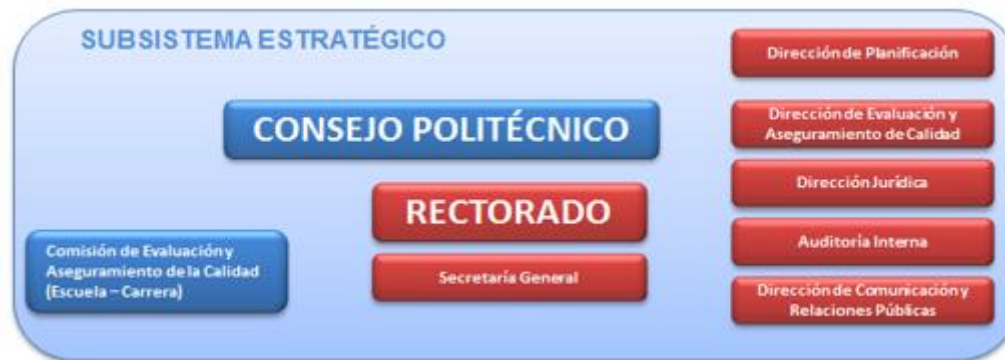 SUBSISTEMA ESTRATÉGICO
CONSEJO POLITÉCNICO
RECTORADO
Secretaría General
Comisión de Evaluación y
Aseguramiento de la Calidad
(Escuela – Carrera)
Dirección de Planificación
Dirección de Evaluación y
Aseguramiento de Calidad
Dirección Jurídica
Auditoría Interna
Dirección de Comunicación y
Relaciones Públicas